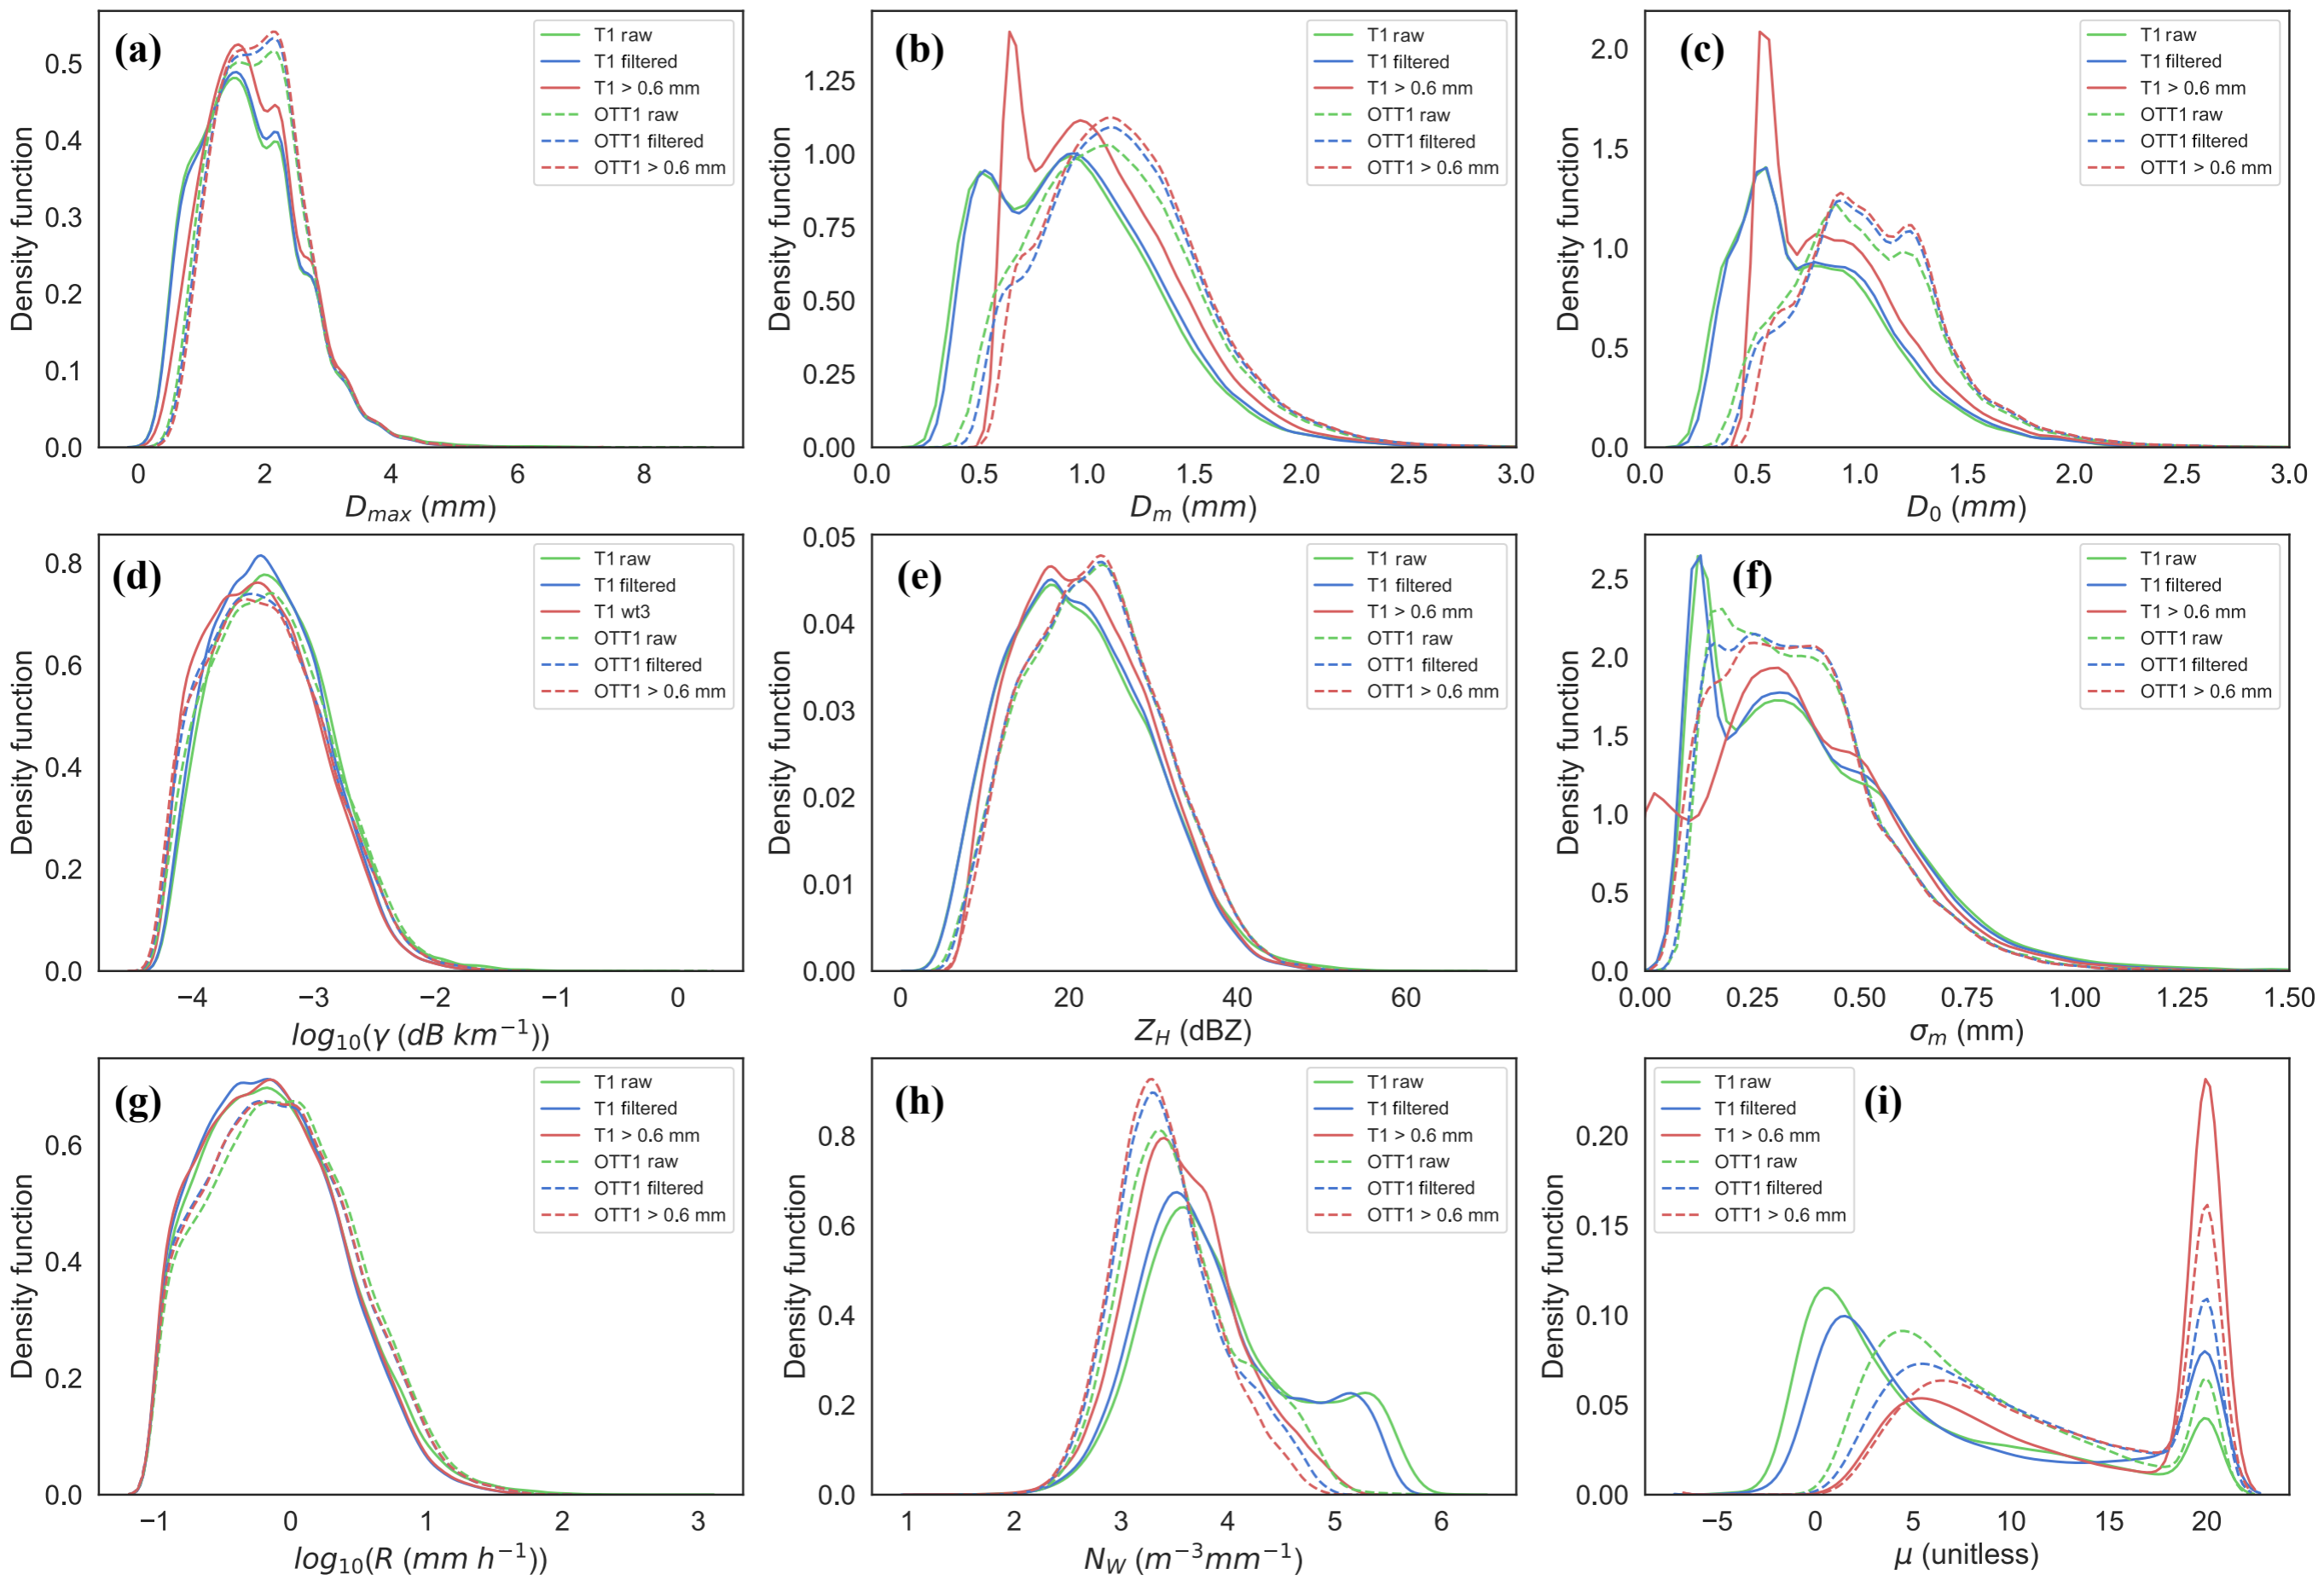 (a)
T1 raw
T1 filtered
T1 > 0.6 mm
OTT1 raw
OTT1 filtered
OTT1 > 0.6 mm
Density function
0.5
0.4
0.3
0.2
0.1
0.0
0 2 4 6 8
D_max (mm)
(b)
T1 raw
T1 filtered
T1 > 0.6 mm
OTT1 raw
OTT1 filtered
OTT1 > 0.6 mm
Density function
1.25
1.00
0.75
0.50
0.25
0.00
0.0 0.5 1.0 1.5 2.0 2.5 3.0
D_m (mm)
(c)
T1 raw
T1 filtered
T1 > 0.6 mm
OTT1 raw
OTT1 filtered
OTT1 > 0.6 mm
Density function
2.0
1.5
1.0
0.5
0.0
0.0 0.5 1.0 1.5 2.0 2.5 3.0
D_0 (mm)
(d)
T1 raw
T1 filtered
T1 wt3
OTT1 raw
OTT1 filtered
OTT1 > 0.6 mm
Density function
0.8
0.6
0.4
0.2
0.0
−4 −3 −2 −1 0
log_10(γ (dB km^−1))
(e)
T1 raw
T1 filtered
T1 > 0.6 mm
OTT1 raw
OTT1 filtered
OTT1 > 0.6 mm
Density function
0.05
0.04
0.03
0.02
0.01
0.00
0 20 40 60
Z_H (dBZ)
(f)
T1 raw
T1 filtered
T1 > 0.6 mm
OTT1 raw
OTT1 filtered
OTT1 > 0.6 mm
Density function
2.5
2.0
1.5
1.0
0.5
0.0
0.00 0.25 0.50 0.75 1.00 1.25 1.50
σ_m (mm)
(g)
T1 raw
T1 filtered
T1 > 0.6 mm
OTT1 raw
OTT1 filtered
OTT1 > 0.6 mm
Density function
0.6
0.4
0.2
0.0
−1 0 1 2 3
log_10(R (mm h^−1))
(h)
T1 raw
T1 filtered
T1 > 0.6 mm
OTT1 raw
OTT1 filtered
OTT1 > 0.6 mm
Density function
0.8
0.6
0.4
0.2
0.0
1 2 3 4 5 6
N_W (m^−3mm^−1)
(i)
T1 raw
T1 filtered
T1 > 0.6 mm
OTT1 raw
OTT1 filtered
OTT1 > 0.6 mm
Density function
0.20
0.15
0.10
0.05
0.00
−5 0 5 10 15 20
μ (unitless)